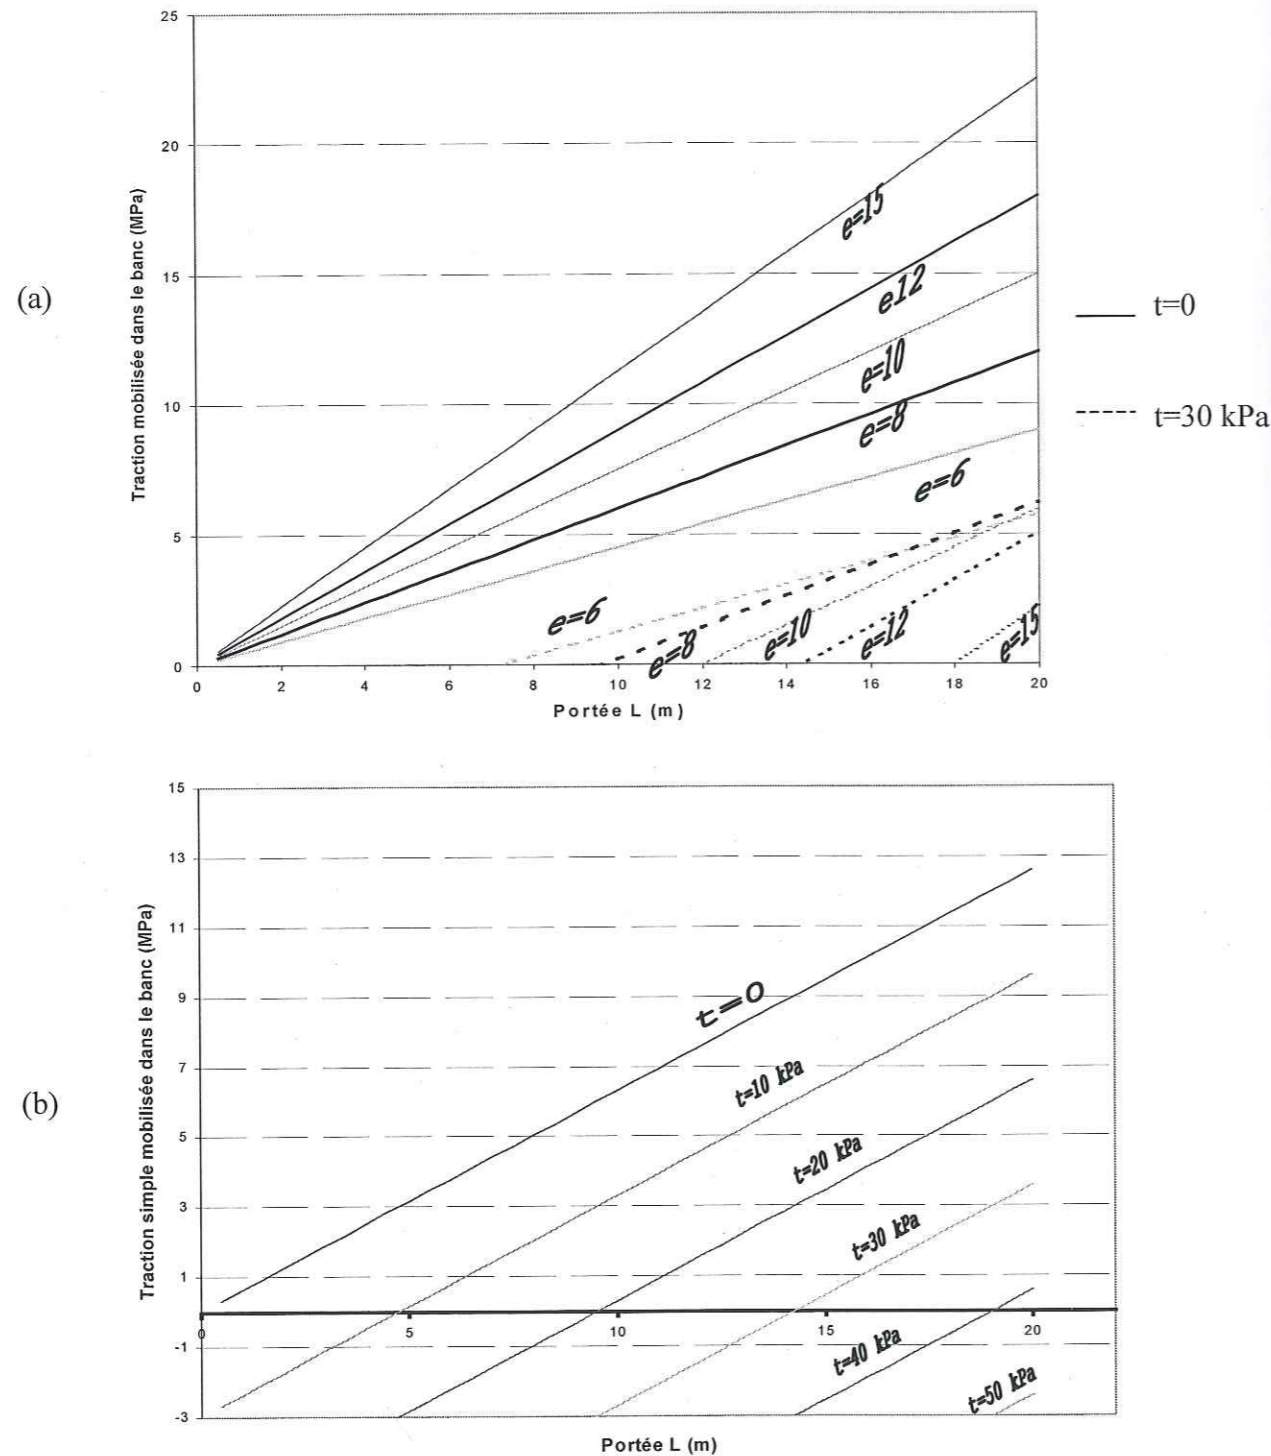 (a)
Traction mobilisée dans le banc (MPa)
25
20
15
10
5
0
e=15
e12
e=10
e=8
e=6
e=6
e=8
e=10
e=12
e=15
t=0
t=30 kPa
0 2 4 6 8 10 12 14 16 18 20
Portée L (m)
(b)
Traction simple mobilisée dans le banc (MPa)
15
13
11
9
7
5
3
1
-1
-3
t=0
t=10 kPa
t=20 kPa
t=30 kPa
t=40 kPa
t=50 kPa
0 5 10 15 20
Portée L (m)